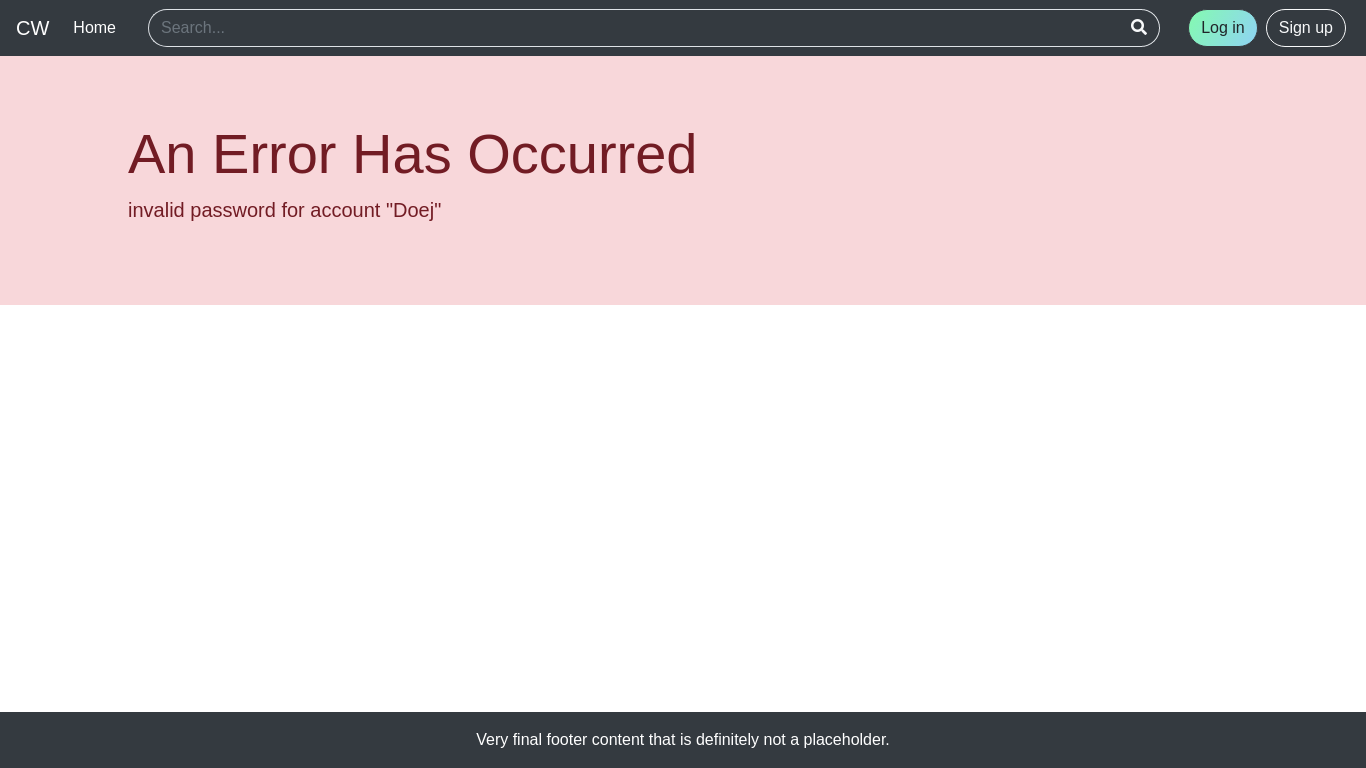 CW Home Search... Log in Sign up
An Error Has Occurred
invalid password for account "Doej"
Very final footer content that is definitely not a placeholder.